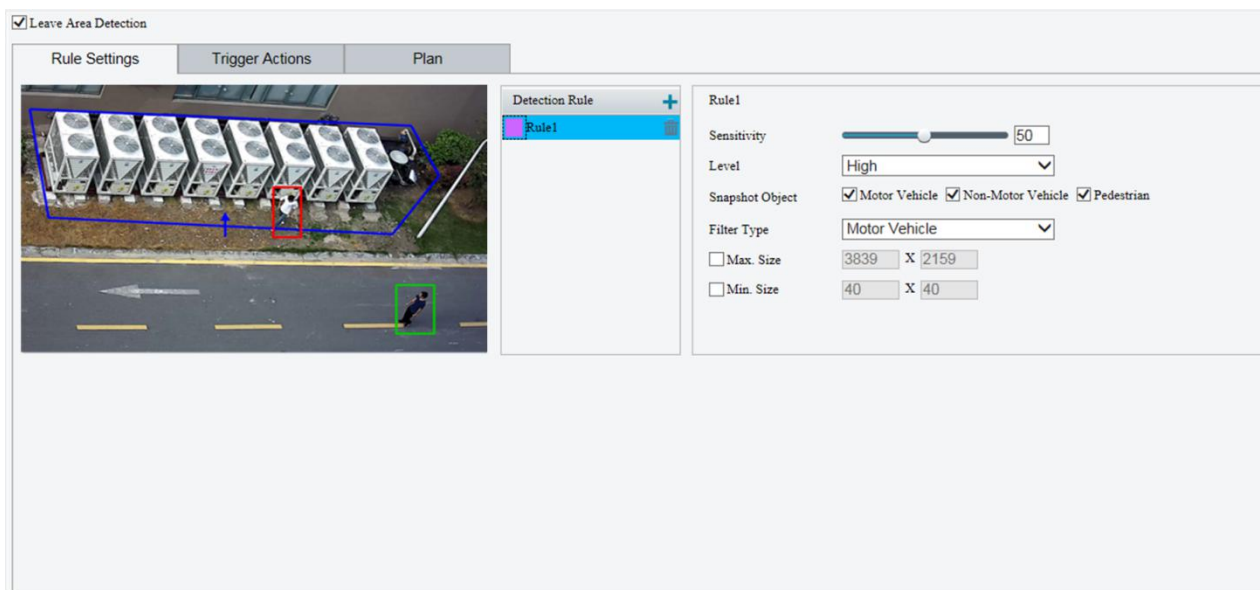 Leave Area Detection
Rule Settings Trigger Actions Plan
Detection Rule
Rule1
Rule1
Sensitivity 50
Level High
Snapshot Object Motor Vehicle Non-Motor Vehicle Pedestrian
Filter Type Motor Vehicle
Max. Size 3839 X 2159
Min. Size 40 X 40